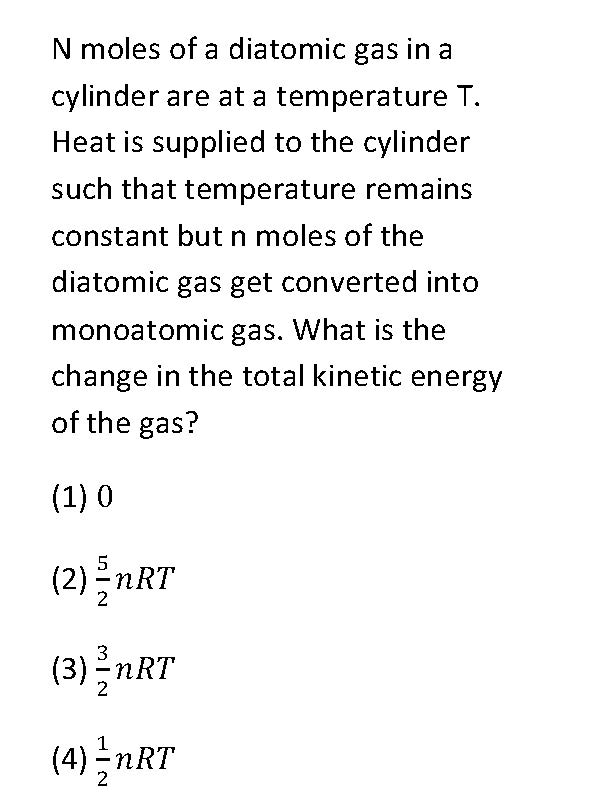 N moles of a diatomic gas in a
cylinder are at a temperature T.
Heat is supplied to the cylinder
such that temperature remains
constant but n moles of the
diatomic gas get converted into
monoatomic gas. What is the
change in the total kinetic energy
of the gas?
(1) 0
(2) 5/2 nRT
(3) 3/2 nRT
(4) 1/2 nRT